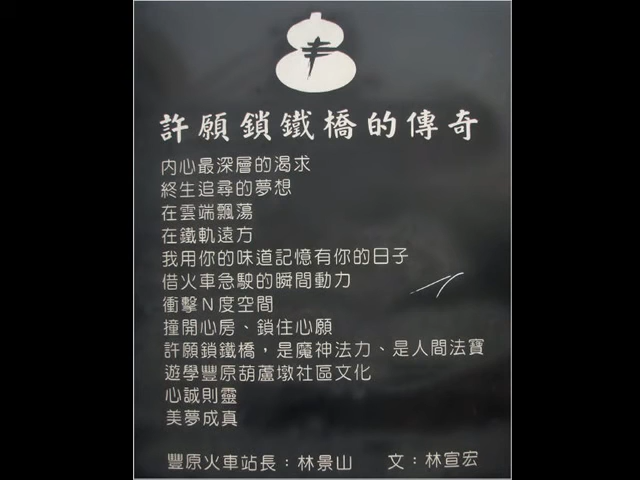 丰
許願鎖鐵橋的傳奇
內心最深層的渴求
終生追尋的夢想
在雲端飄蕩
在鐵軌遠方
我用你的味道記憶有你的日子
借火車急駛的瞬間動力
衝擊N度空間
撞開心房、鎖住心願
許願鎖鐵橋，是魔神法力、是人間法寶
遊學豐原葫蘆墩社區文化
心誠則靈
美夢成真
豐原火車站長：林景山　文：林宣宏